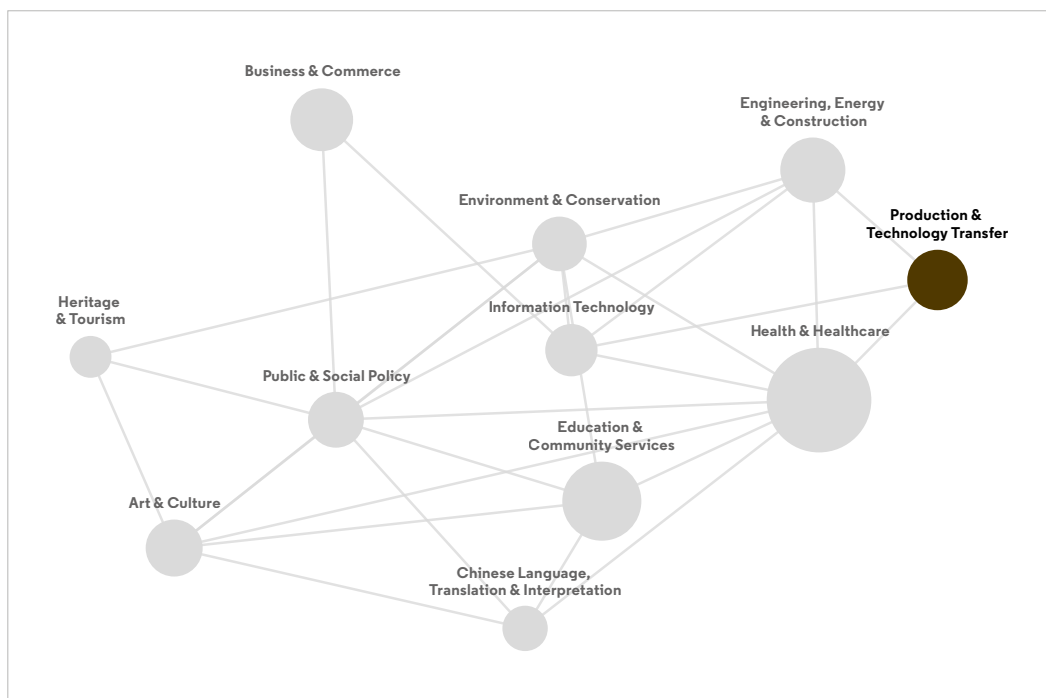 Business & Commerce
Engineering, Energy
& Construction
Environment & Conservation
Production &
Technology Transfer
Heritage
& Tourism
Information Technology
Health & Healthcare
Public & Social Policy
Education &
Community Services
Art & Culture
Chinese Language,
Translation & Interpretation